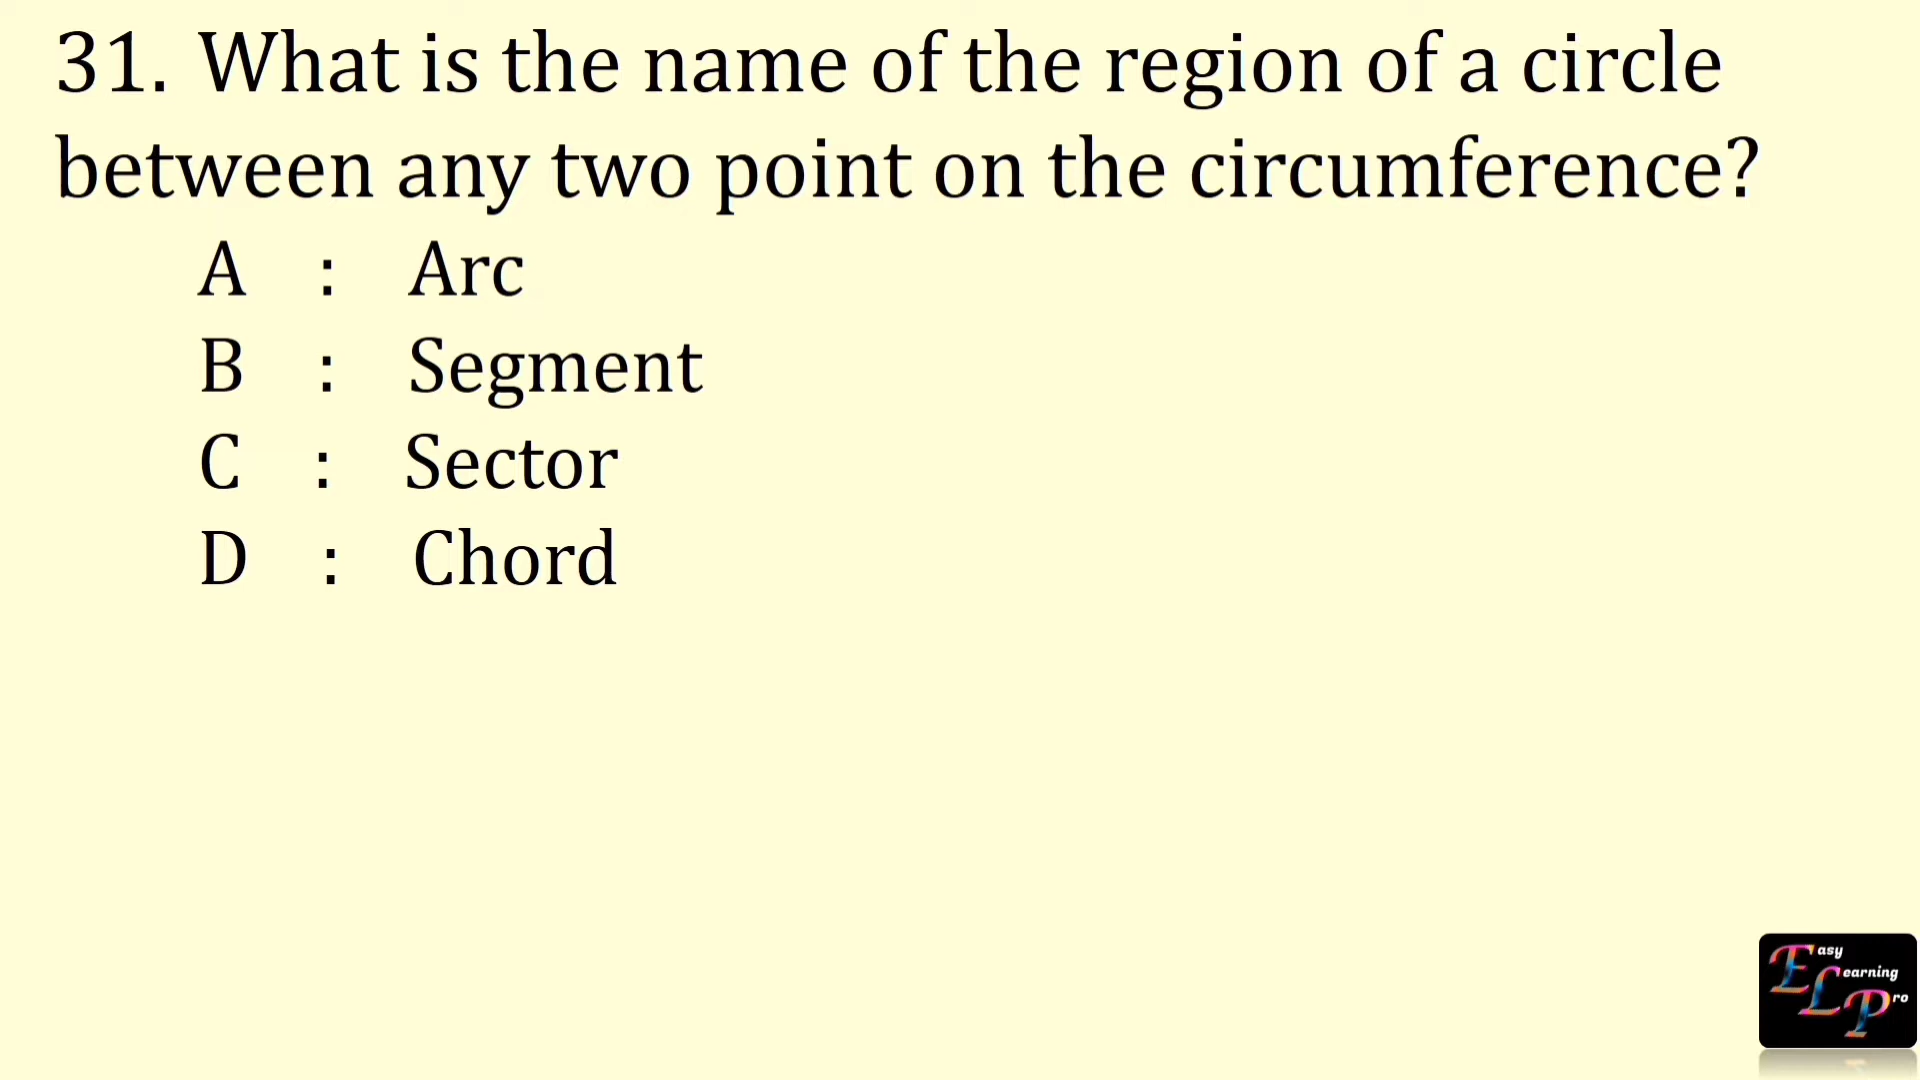 31. What is the name of the region of a circle
between any two point on the circumference?
A : Arc
B : Segment
C : Sector
D : Chord
Easy
Learning
Pro